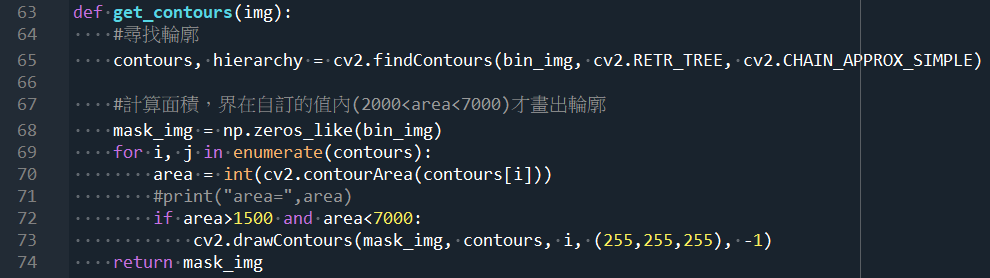 63 def get_contours(img):
64 ····#尋找輪廓
65 ····contours, hierarchy = cv2.findContours(bin_img, cv2.RETR_TREE, cv2.CHAIN_APPROX_SIMPLE)
66
67 ····#計算面積，界在自訂的值內(2000<area<7000)才畫出輪廓
68 ····mask_img = np.zeros_like(bin_img)
69 ····for i, j in enumerate(contours):
70 ········area = int(cv2.contourArea(contours[i]))
71 ········#print("area=",area)
72 ········if area>1500 and area<7000:
73 ············cv2.drawContours(mask_img, contours, i, (255,255,255), -1)
74 ····return mask_img